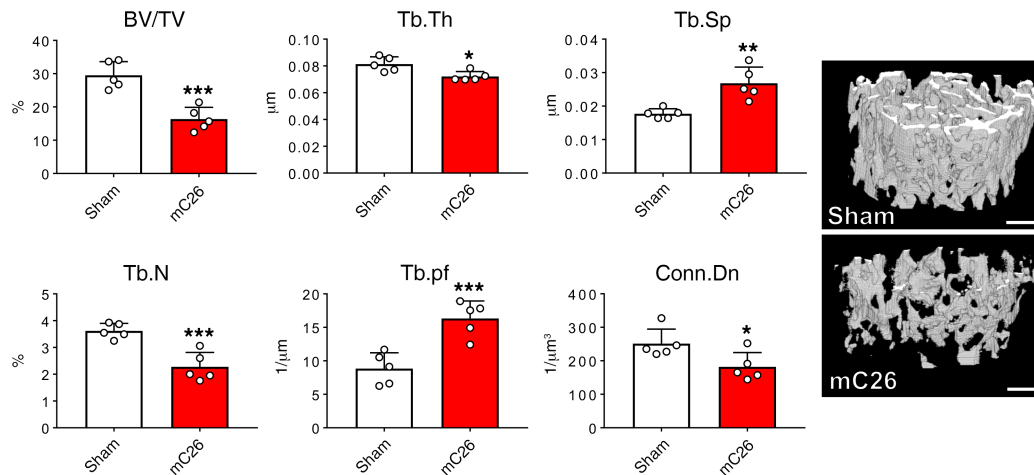 BV/TV
%
40
30
20
10
0
***
Sham
mC26
Tb.Th
μm
0.10
0.08
0.06
0.04
0.02
0.00
*
Sham
mC26
Tb.Sp
μm
0.04
0.03
0.02
0.01
0.00
**
Sham
mC26
Sham
mC26
Tb.N
%
5
4
3
2
1
0
***
Sham
mC26
Tb.pf
1/μm
20
15
10
5
0
***
Sham
mC26
Conn.Dn
1/μm³
400
300
200
100
0
*
Sham
mC26